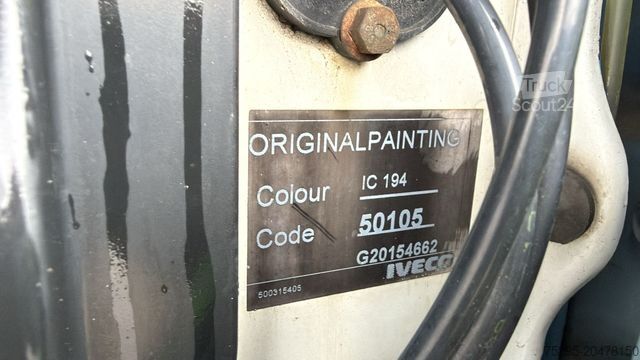 Truck
Scout24
ORIGINALPAINTING
Colour IC 194
Code 50105
G20154662
IVECO
500315405